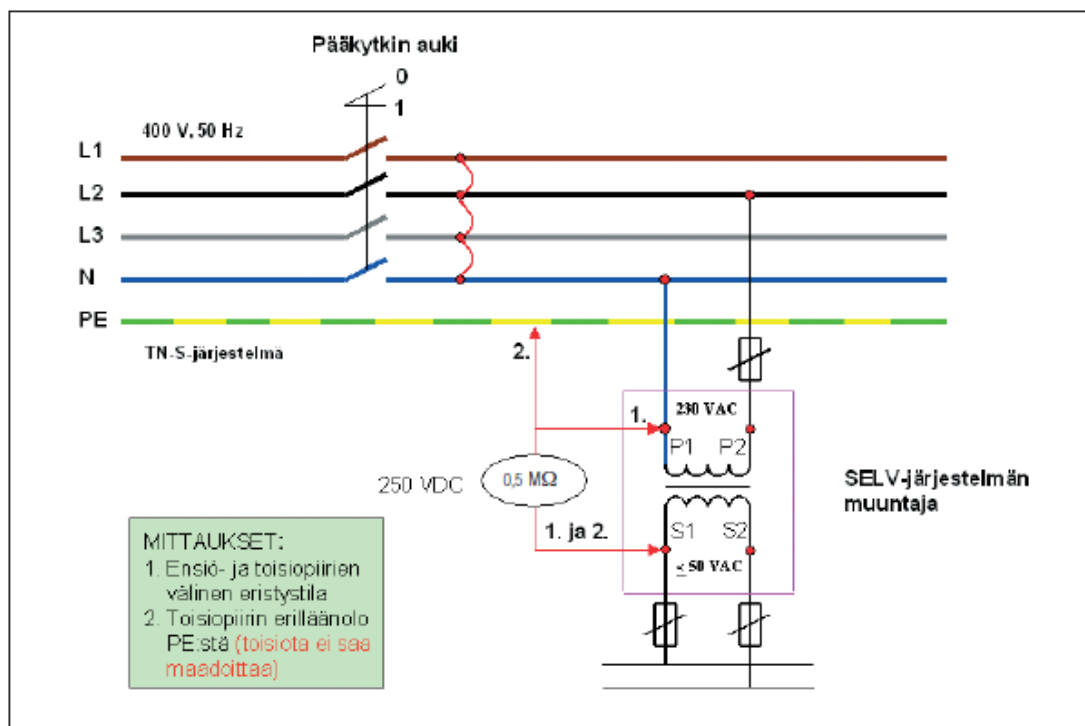 Pääkytkin auki
0
1
400 V, 50 Hz
L1
L2
L3
N
PE
TN-S-järjestelmä
2.
1.
230 VAC
P1 P2
250 VDC
0,5 MΩ
SELV-järjestelmän
muuntaja
1. ja 2.
S1 S2
≤ 50 VAC
MITTAUKSET:
1. Ensiö- ja toisiopiirien
välinen eristystila
2. Toisiopiirin erilläänolo
PE:stä (toisiota ei saa
maadoittaa)